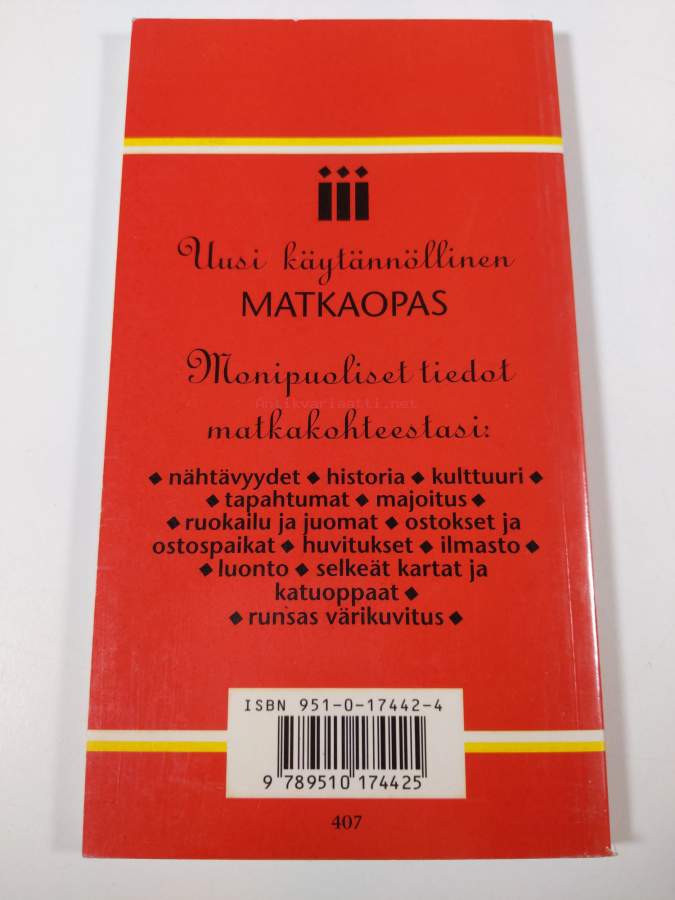 iii
Uusi käytännöllinen
MATKAOPAS
Monipuoliset tiedot
Antikvariaatti.net
matkakohteestasi:
◆ nähtävyydet ◆ historia ◆ kulttuuri ◆
◆ tapahtumat ◆ majoitus ◆
◆ ruokailu ja juomat ◆ ostokset ja
ostospaikat ◆ huvitukset ◆ ilmasto ◆
◆ luonto ◆ selkeät kartat ja
katuoppaat ◆
◆ runsas värikuvitus ◆
ISBN 951-0-17442-4
9 789510 174425
407